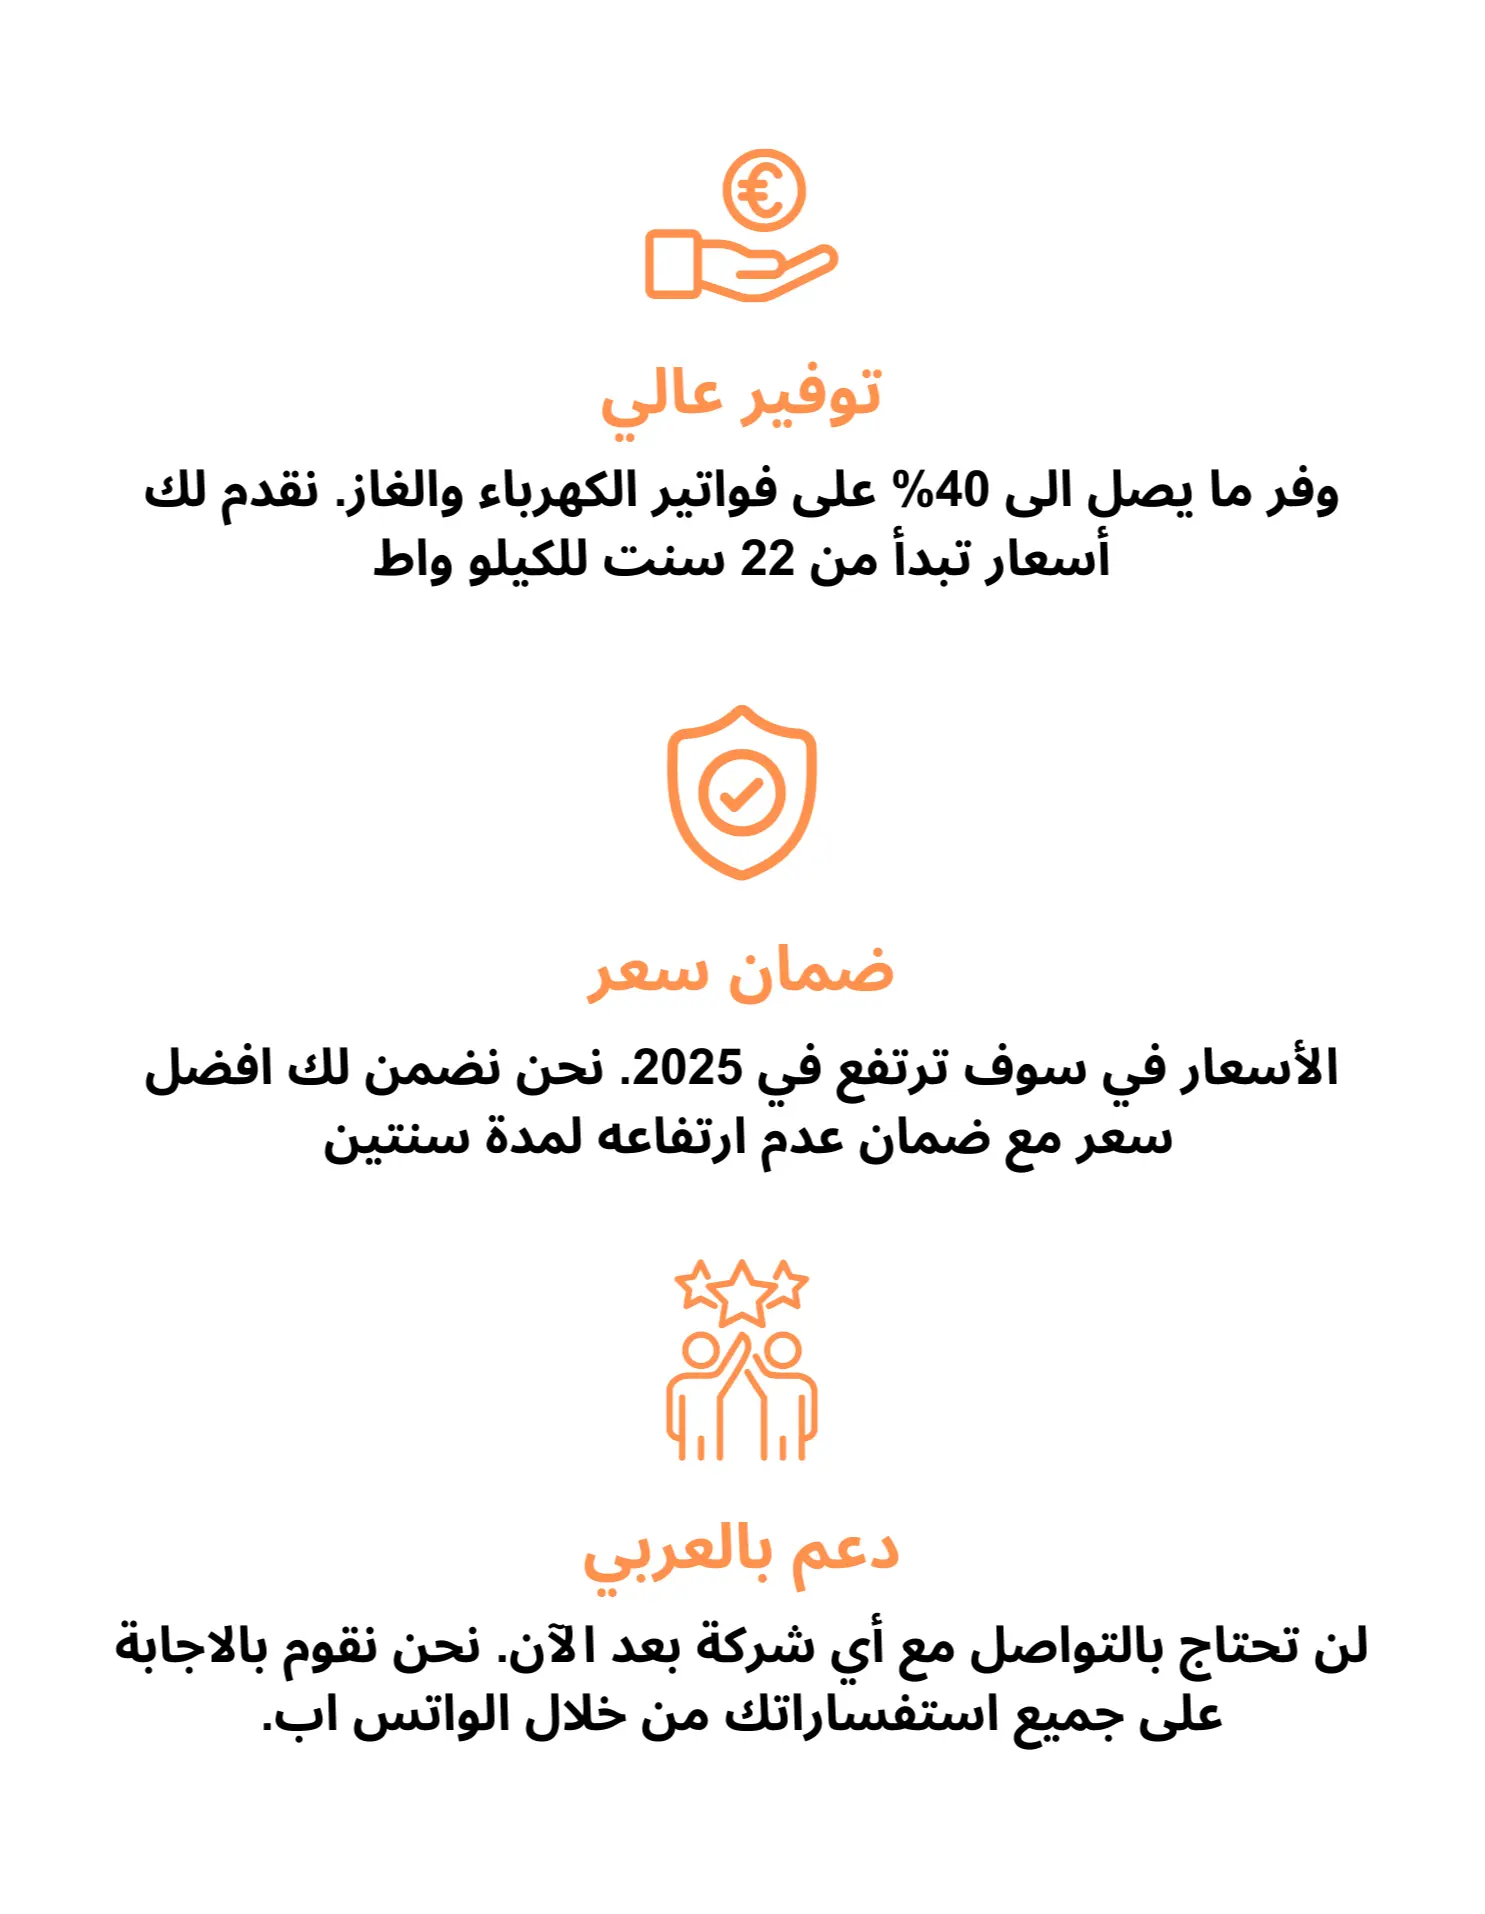 توفير عالي
وفر ما يصل الى 40% على فواتير الكهرباء والغاز. نقدم لك
أسعار تبدأ من 22 سنت للكيلو واط
ضمان سعر
الأسعار في سوف ترتفع في 2025. نحن نضمن لك افضل
سعر مع ضمان عدم ارتفاعه لمدة سنتين
دعم بالعربي
لن تحتاج بالتواصل مع أي شركة بعد الآن. نحن نقوم بالاجابة
على جميع استفساراتك من خلال الواتس اب.